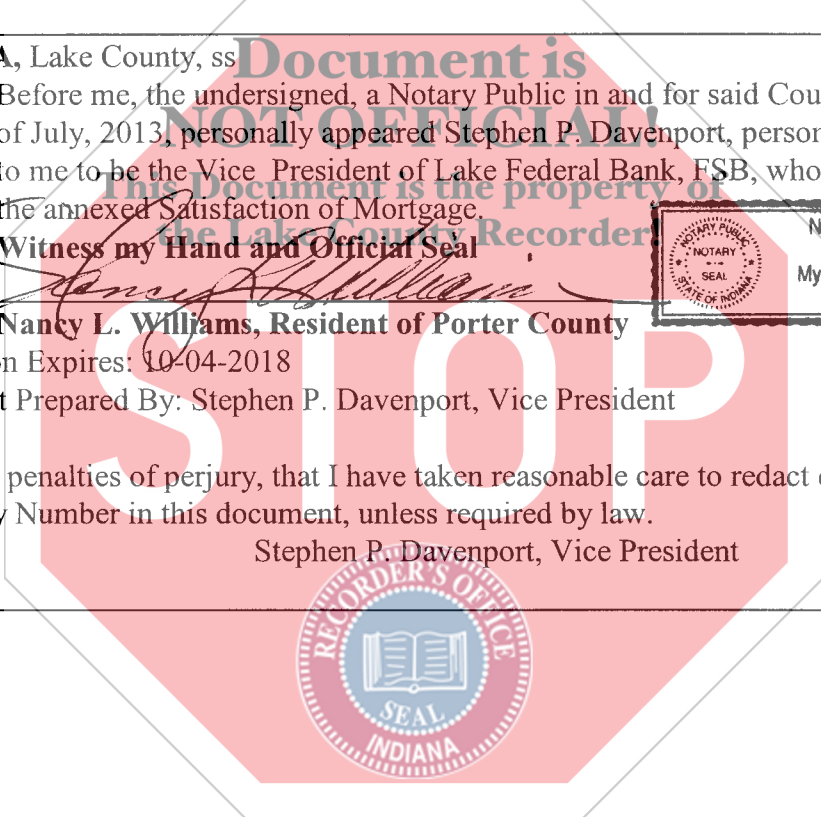 A, Lake County, ss
Document is
Before me, the undersigned, a Notary Public in and for said Cou
NOT OFFICIAL!
of July, 2013, personally appeared Stephen P. Davenport, person
to me to be the Vice President of Lake Federal Bank, FSB, who
This Document is the property of
the annexed Satisfaction of Mortgage.
the Lake County Recorder!
Witness my Hand and Official Seal
NOTARY PUBLIC
NOTARY
SEAL
STATE OF INDIANA
N
My
Nancy L. Williams
Nancy L. Williams, Resident of Porter County
n Expires: 10-04-2018
t Prepared By: Stephen P. Davenport, Vice President
STOP
penalties of perjury, that I have taken reasonable care to redact
y Number in this document, unless required by law.
Stephen P. Davenport, Vice President
RECORDER'S OFFICE
SEAL
INDIANA